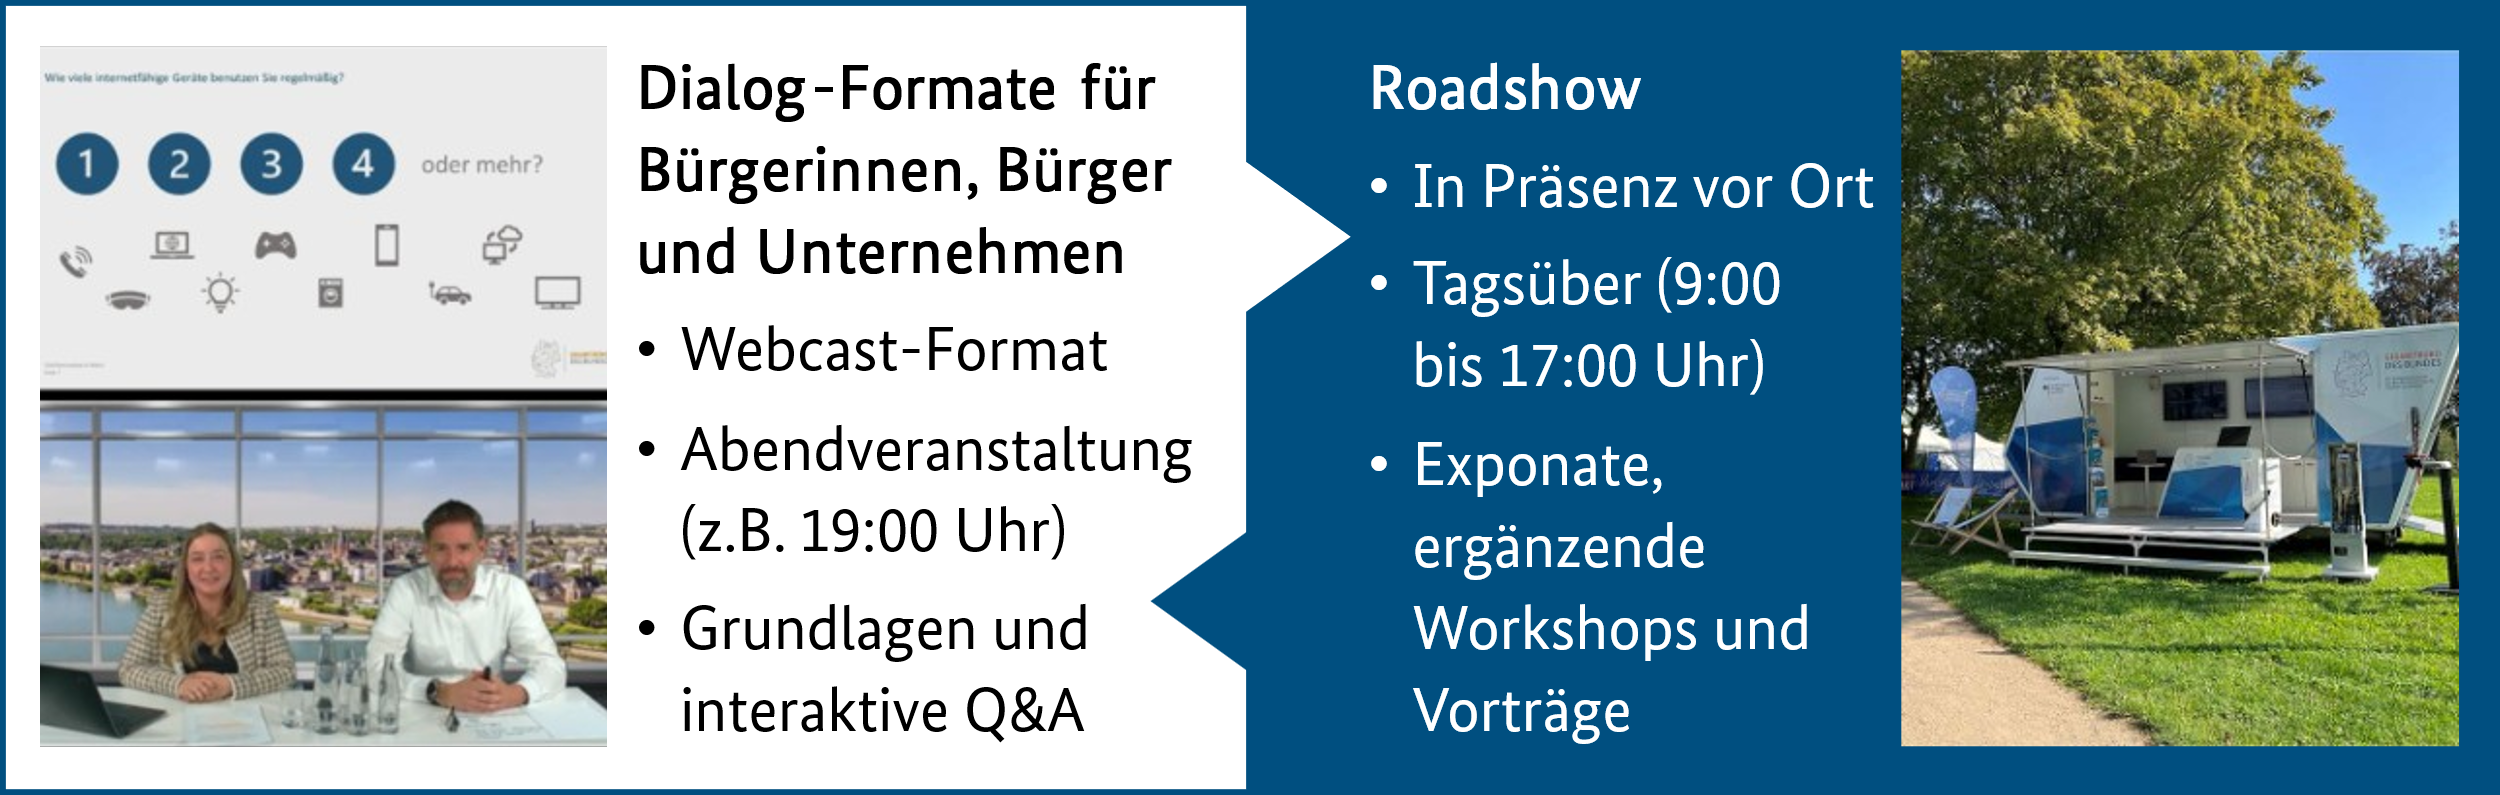 Wie viele internetfähige Geräte benutzen Sie regelmäßig?
1 2 3 4 oder mehr?
Dialog-Formate für
Bürgerinnen, Bürger
und Unternehmen
• Webcast-Format
• Abendveranstaltung
(z.B. 19:00 Uhr)
• Grundlagen und
interaktive Q&A
Roadshow
• In Präsenz vor Ort
• Tagsüber (9:00
bis 17:00 Uhr)
• Exponate,
ergänzende
Workshops und
Vorträge
DES BUNDES